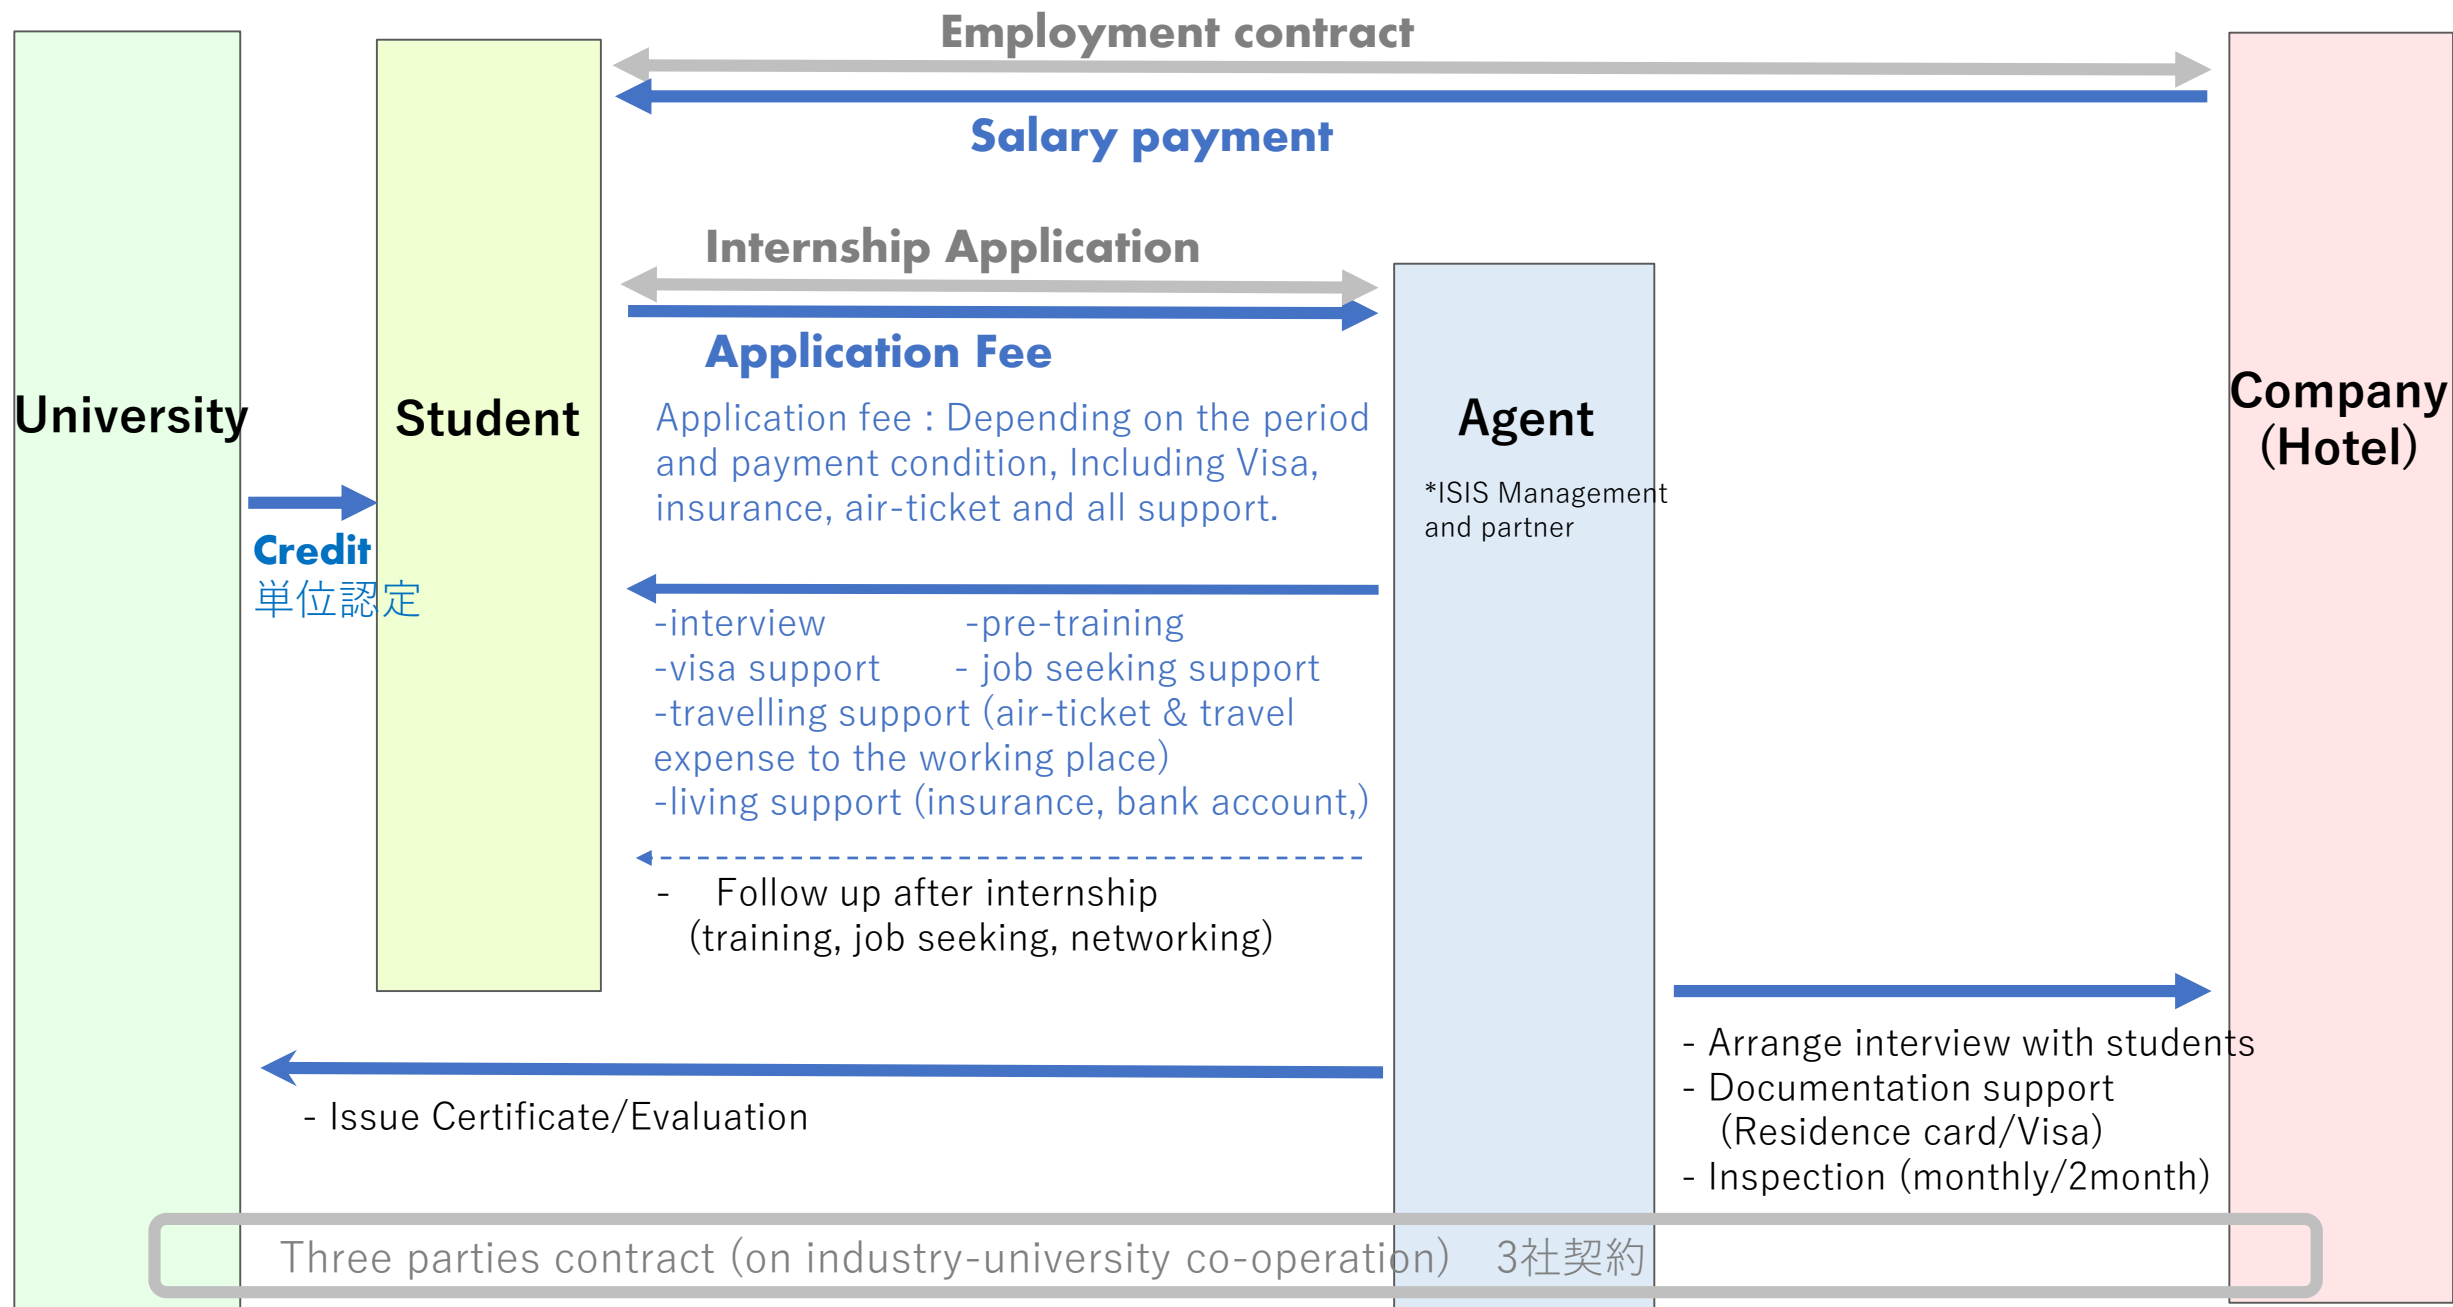 Employment contract
Salary payment
Internship Application
Application Fee
University
Student
Application fee : Depending on the period
and payment condition, Including Visa,
insurance, air-ticket and all support.
Agent
*ISIS Management
and partner
Company
(Hotel)
Credit
単位認定
-interview -pre-training
-visa support - job seeking support
-travelling support (air-ticket & travel
expense to the working place)
-living support (insurance, bank account,)
- Follow up after internship
(training, job seeking, networking)
- Issue Certificate/Evaluation
- Arrange interview with students
- Documentation support
(Residence card/Visa)
- Inspection (monthly/2month)
Three parties contract (on industry-university co-operation) 3社契約